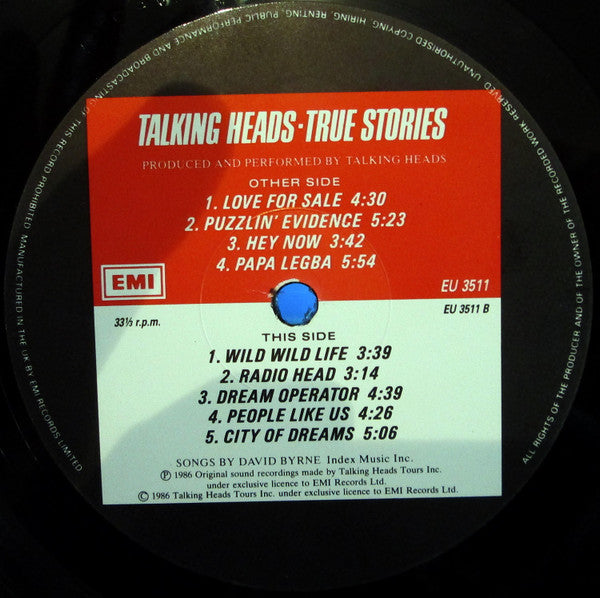 ALL RIGHTS OF THE PRODUCER AND OF THE OWNER OF THE RECORDED WORK RESERVED. UNAUTHORISED COPYING, HIRING, RENTING, PUBLIC PERFORMANCE AND BROADCASTING OF THIS RECORD PROHIBITED. MANUFACTURED IN THE UK BY EMI RECORDS LIMITED
TALKING HEADS·TRUE STORIES
PRODUCED AND PERFORMED BY TALKING HEADS
OTHER SIDE
1. LOVE FOR SALE 4:30
2. PUZZLIN' EVIDENCE 5:23
3. HEY NOW 3:42
4. PAPA LEGBA 5:54
EMI
EU 3511
33⅓ r.p.m.
EU 3511 B
THIS SIDE
1. WILD WILD LIFE 3:39
2. RADIO HEAD 3:14
3. DREAM OPERATOR 4:39
4. PEOPLE LIKE US 4:26
5. CITY OF DREAMS 5:06
SONGS BY DAVID BYRNE Index Music Inc.
Ⓟ 1986 Original sound recordings made by Talking Heads Tours Inc.
under exclusive licence to EMI Records Ltd.
© 1986 Talking Heads Tours Inc. under exclusive licence to EMI Records Ltd.